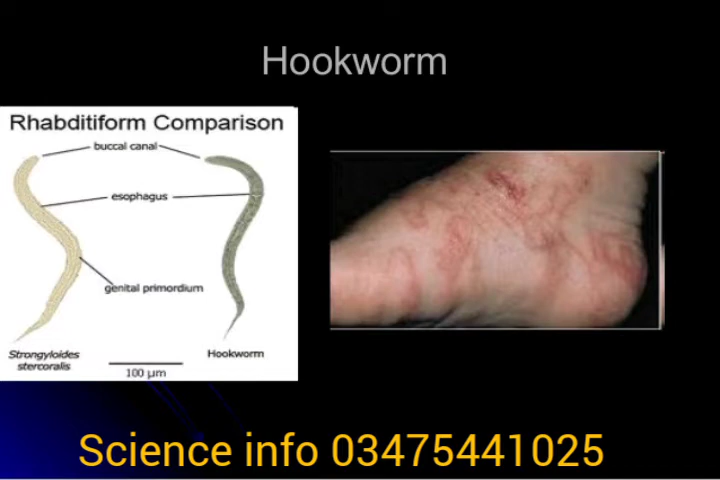 Hookworm
Rhabditiform Comparison
buccal canal
esophagus
genital primordium
Strongyloides
stercoralis
Hookworm
100 µm
Science info 03475441025